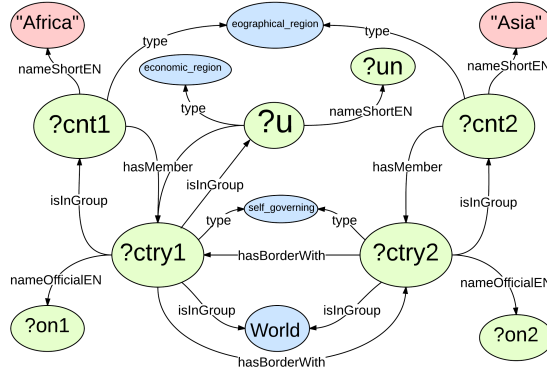 "Africa"
eographical_region
"Asia"
type
type
nameShortEN
economic_region
?un
nameShortEN
type
nameShortEN
?cnt1
?u
?cnt2
hasMember
hasMember
isInGroup
isInGroup
isInGroup
self_governing
type
type
?ctry1
hasBorderWith
?ctry2
nameOfficialEN
nameOfficialEN
isInGroup
isInGroup
?on1
World
?on2
hasBorderWith